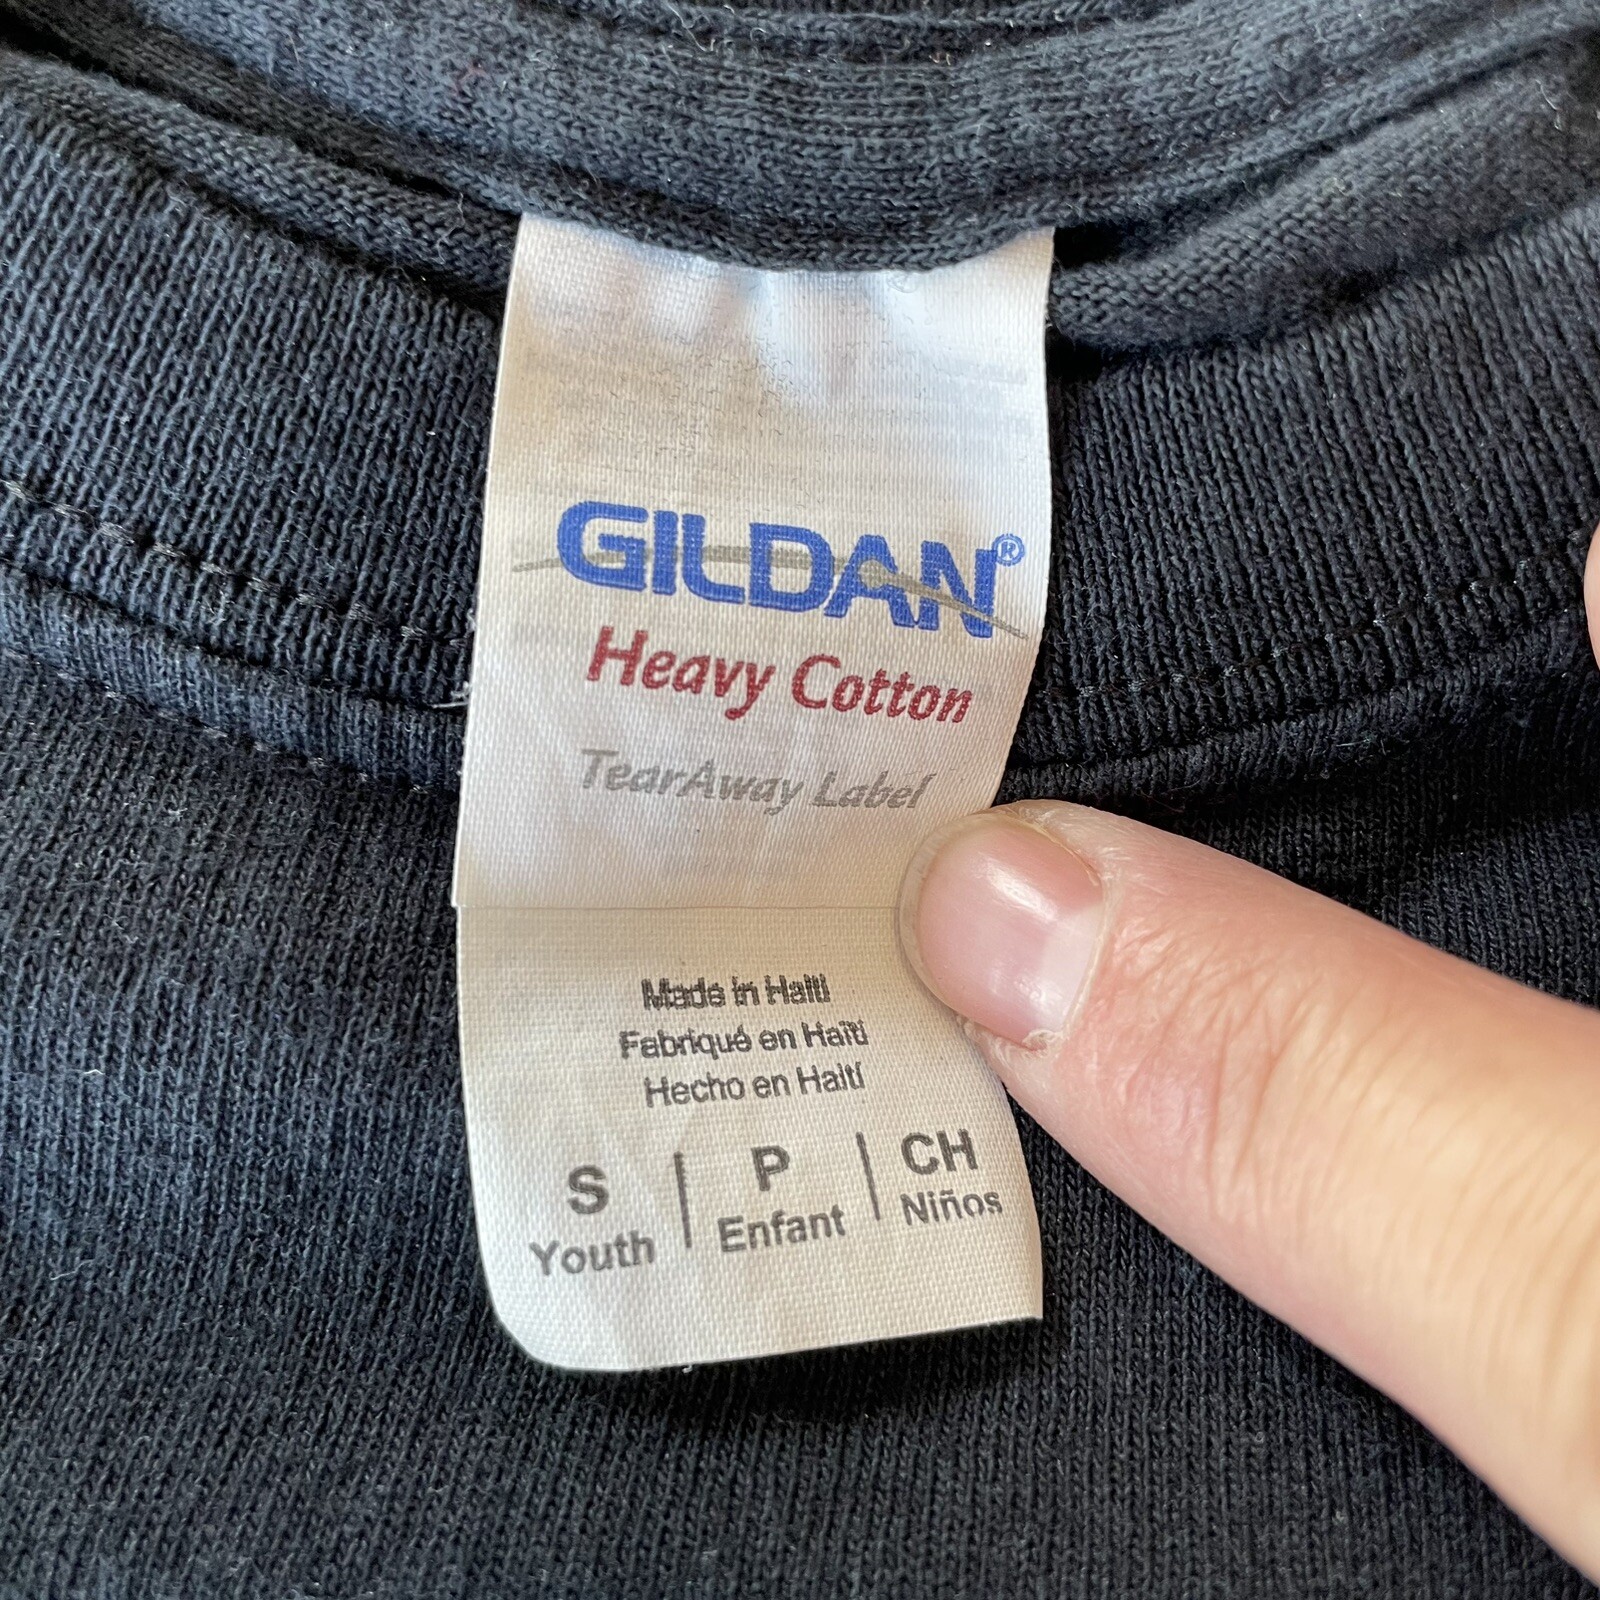 GILDAN®
Heavy Cotton
TearAway Label
Made in Haiti
Fabriqué en Haïti
Hecho en Haití
S | P | CH
Youth | Enfant | Niños